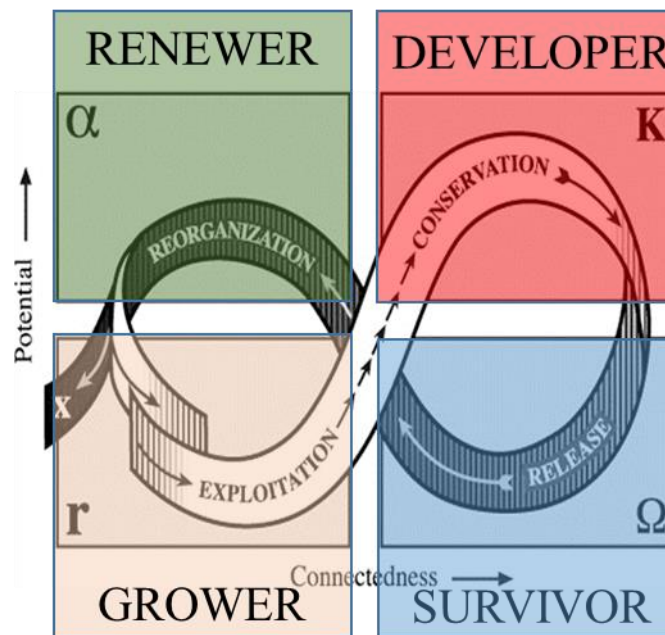 RENEWER
DEVELOPER
α
K
REORGANIZATION
CONSERVATION
Potential
x
EXPLOITATION
RELEASE
r
Ω
Connectedness
GROWER
SURVIVOR